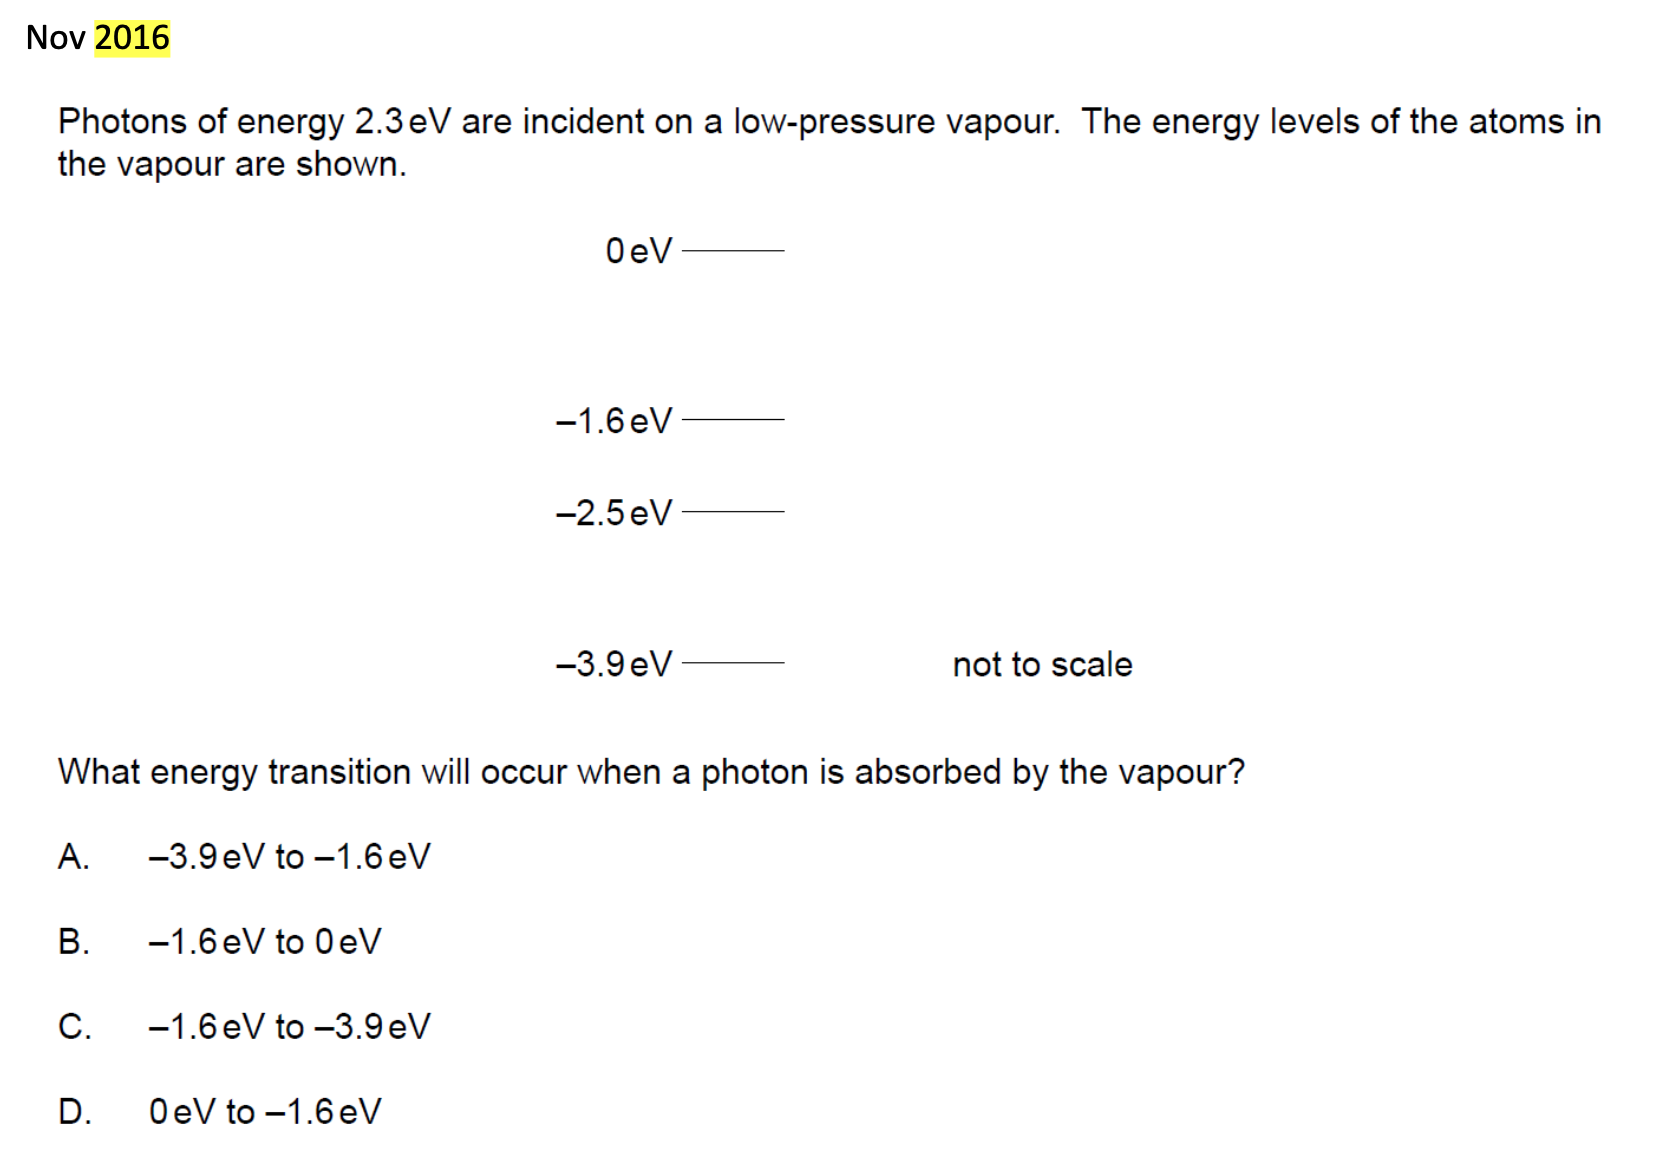 Nov 2016
Photons of energy 2.3 eV are incident on a low-pressure vapour. The energy levels of the atoms in
the vapour are shown.
0 eV
–1.6 eV
–2.5 eV
–3.9 eV not to scale
What energy transition will occur when a photon is absorbed by the vapour?
A. –3.9 eV to –1.6 eV
B. –1.6 eV to 0 eV
C. –1.6 eV to –3.9 eV
D. 0 eV to –1.6 eV